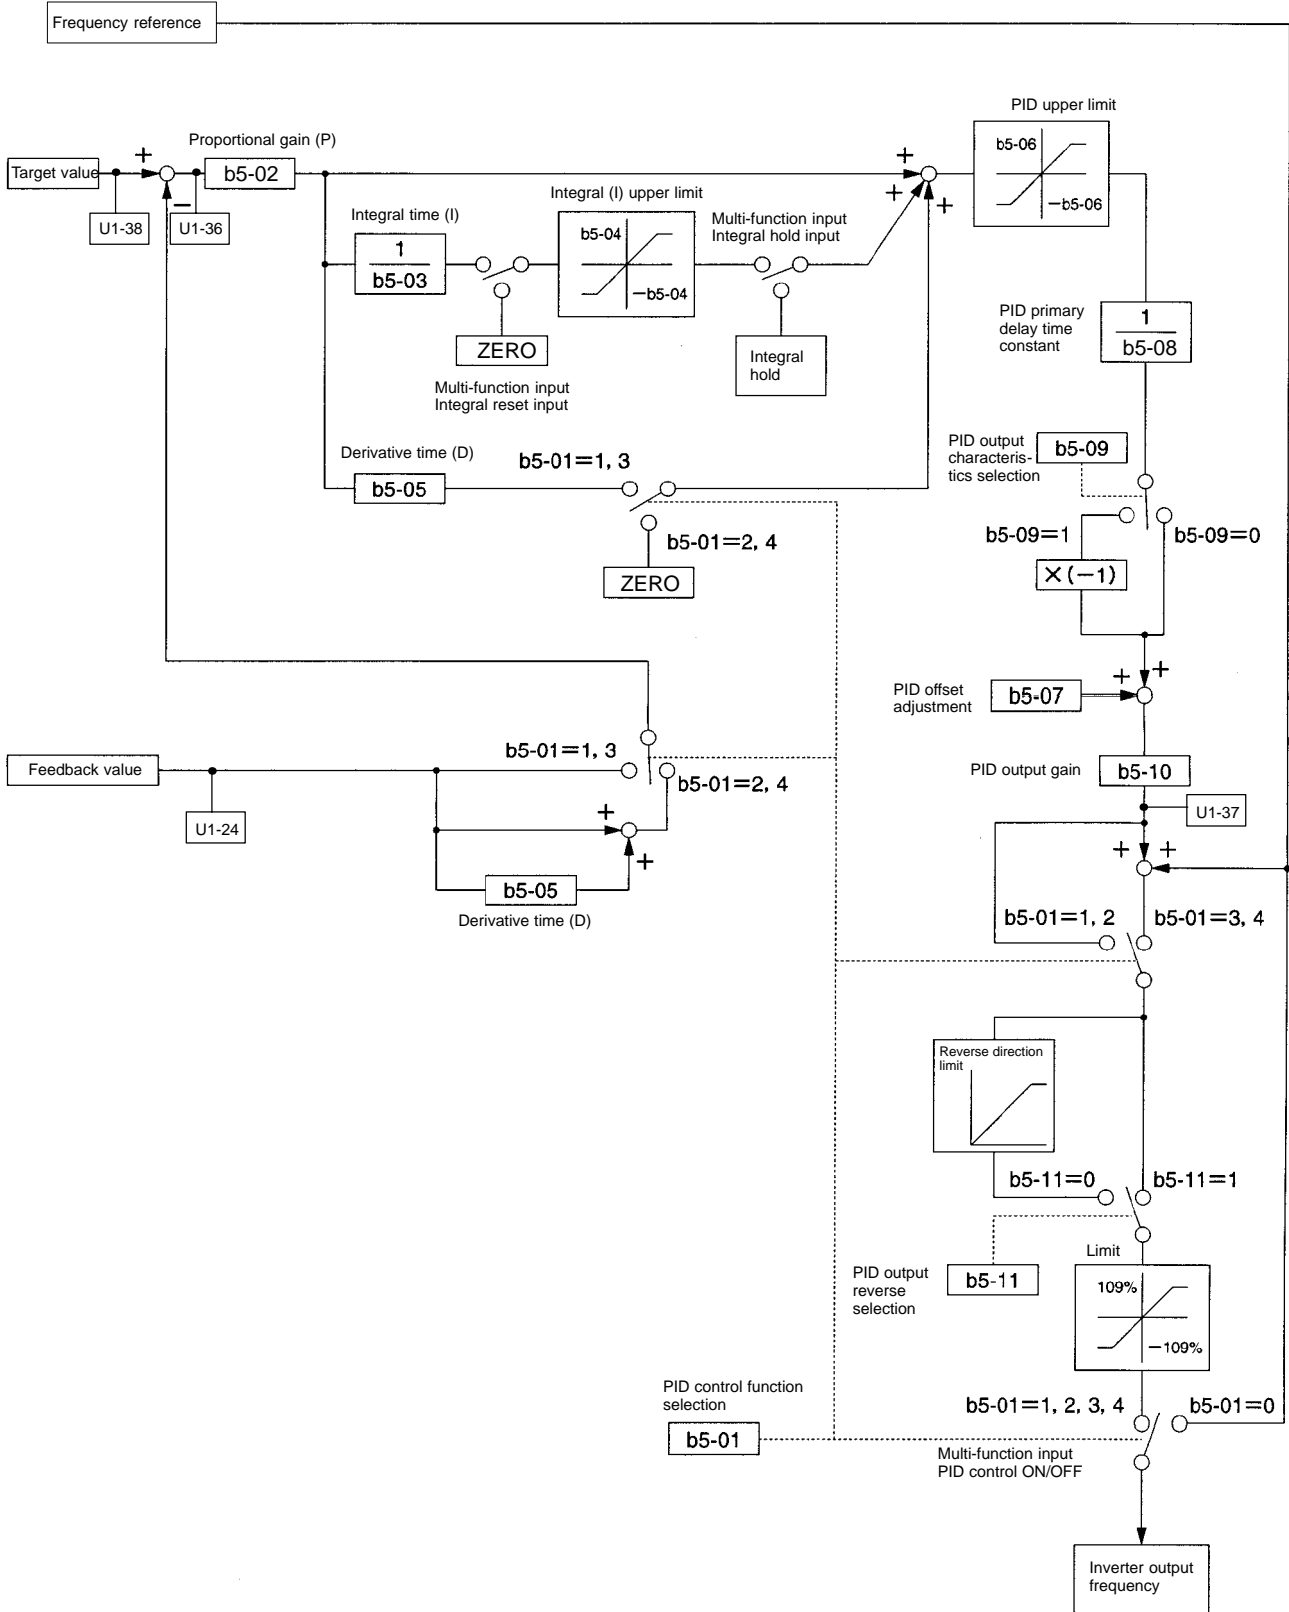 Frequency reference
PID upper limit
b5-06
−b5-06
Proportional gain (P)
+
Target value
b5-02
−
U1-38
U1-36
+
+
+
Integral time (I)
1
b5-03
Integral (I) upper limit
b5-04
−b5-04
Multi-function input
Integral hold input
ZERO
Multi-function input
Integral reset input
Integral
hold
PID primary
delay time
constant
1
b5-08
Derivative time (D)
b5-05
b5-01=1, 3
b5-01=2, 4
ZERO
PID output
characteris-
tics selection
b5-09
b5-09=1
b5-09=0
×(−1)
+
+
PID offset
adjustment
b5-07
Feedback value
U1-24
b5-01=1, 3
b5-01=2, 4
+
+
b5-05
Derivative time (D)
PID output gain
b5-10
U1-37
+
+
b5-01=1, 2
b5-01=3, 4
Reverse direction
limit
b5-11=0
b5-11=1
PID output
reverse
selection
b5-11
Limit
109%
−109%
PID control function
selection
b5-01
b5-01=1, 2, 3, 4
b5-01=0
Multi-function input
PID control ON/OFF
Inverter output
frequency